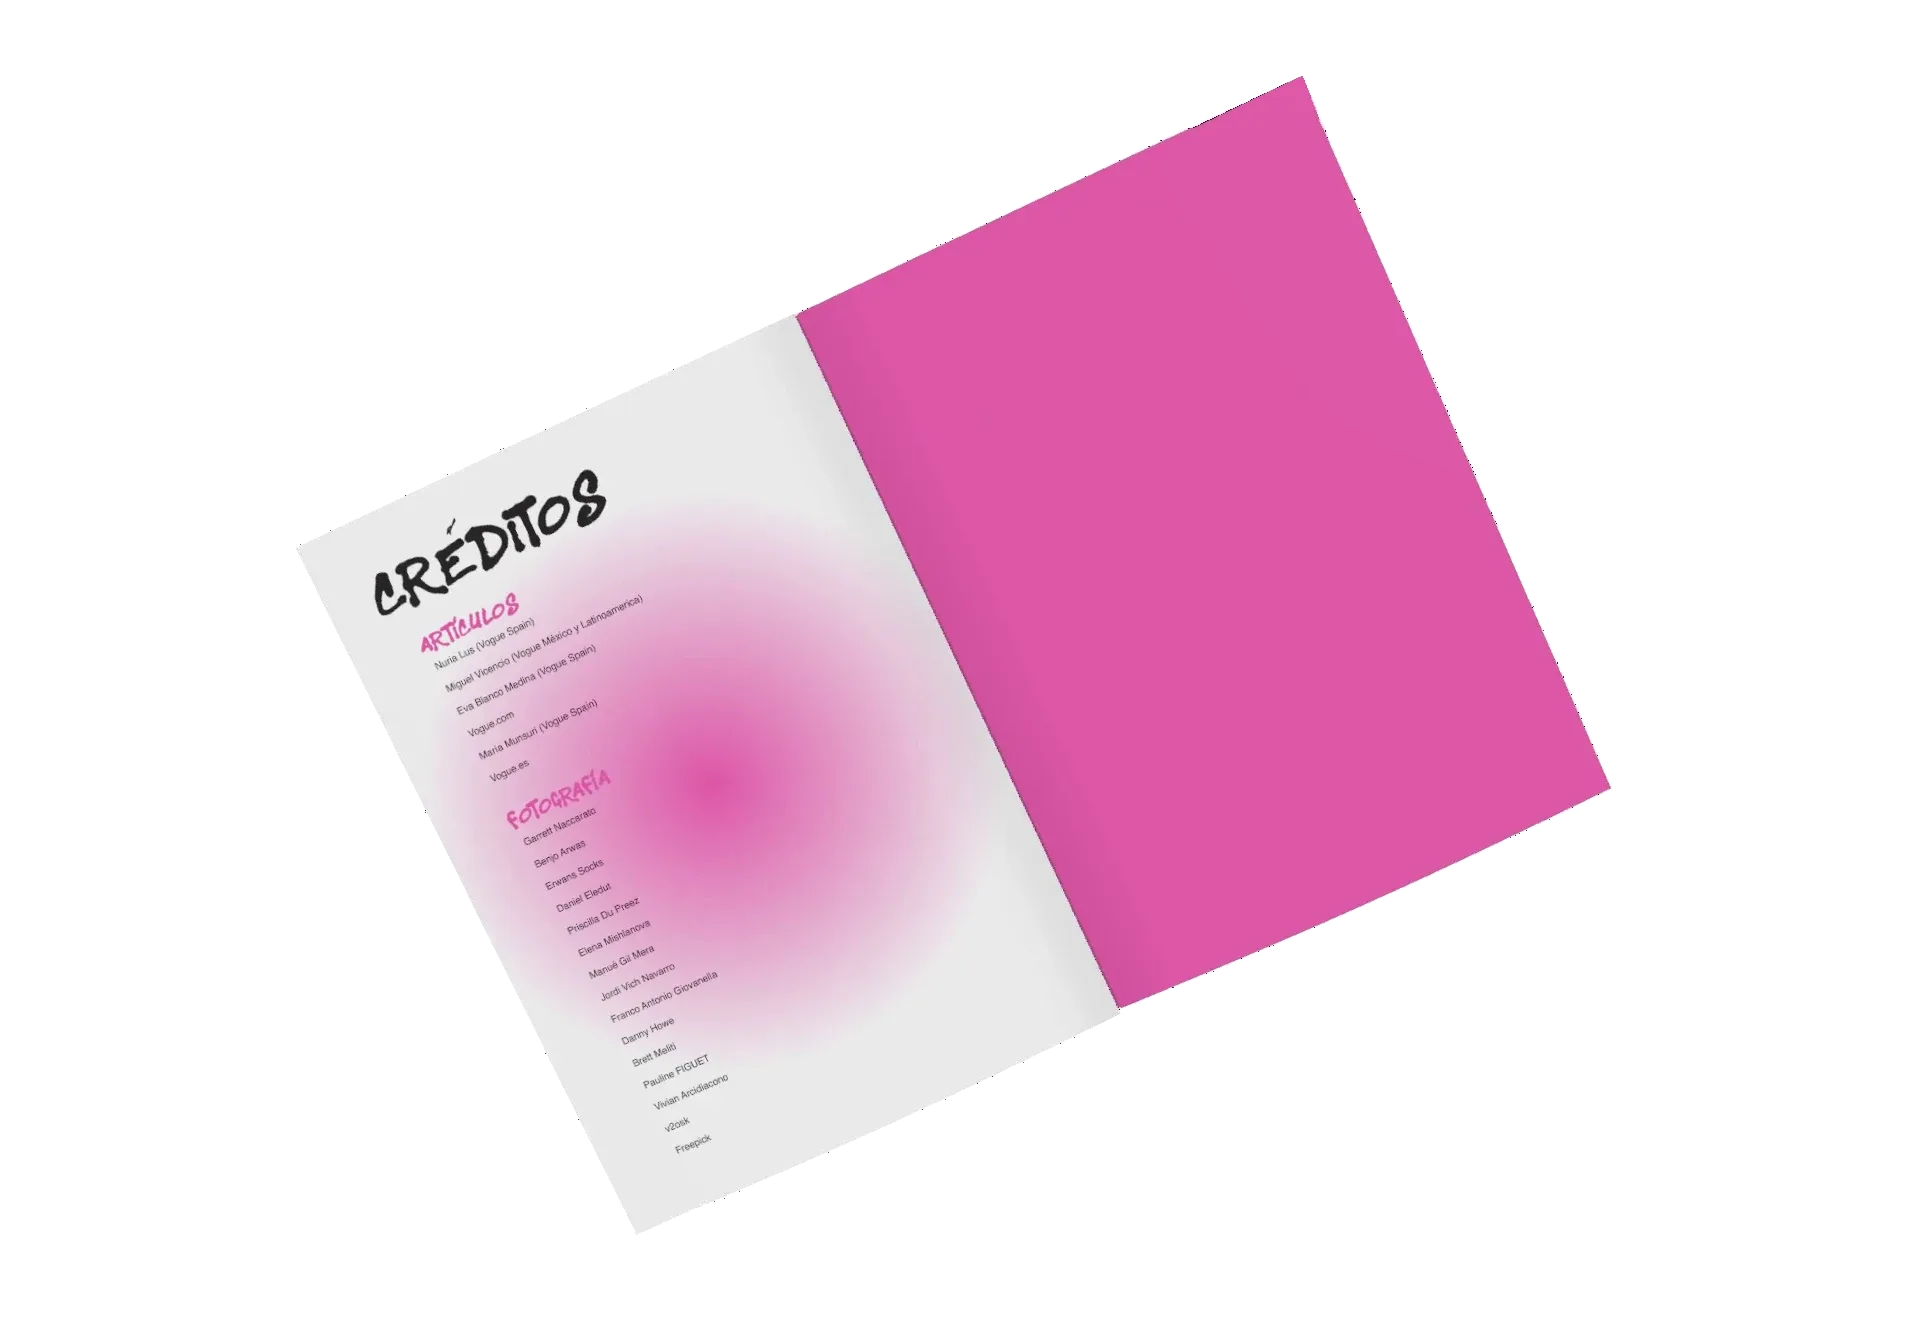 CRÉDITOS
ARTÍCULOS
Nuria Lus (Vogue Spain)
Miguel Vicencio (Vogue México y Latinoamerica)
Eva Blanco Medina (Vogue Spain)
Vogue.com
María Munsuri (Vogue Spain)
Vogue.es
FOTOGRAFÍA
Garrett Naccarato
Benjo Arwas
Erwans Socks
Daniel Eledut
Priscilla Du Preez
Elena Mishlanova
Manué Gil Mera
Jordi Vich Navarro
Franco Antonio Giovanella
Danny Howe
Brett Meliti
Pauline FIGUET
Vivian Arcidiacono
v2osk
Freepick